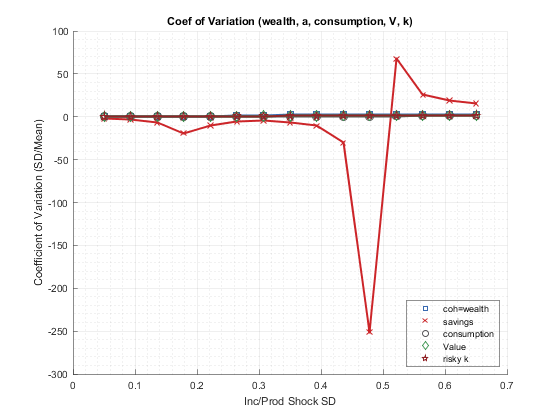 Coef of Variation (wealth, a, consumption, V, k)
100
50
0
-50
-100
-150
-200
-250
-300
Coefficient of Variation (SD/Mean)
0 0.1 0.2 0.3 0.4 0.5 0.6 0.7
Inc/Prod Shock SD
coh=wealth
savings
consumption
Value
risky k